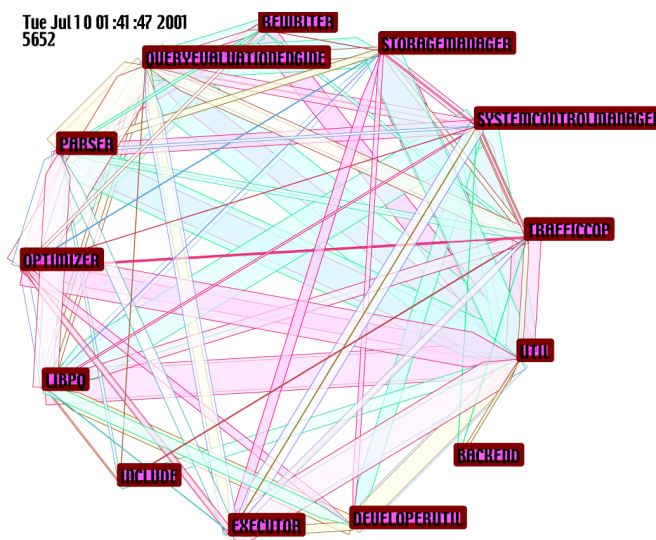 Tue Jul 10 01:41:47 2001
5652
REWRITER
STORAGEMANAGER
QUERYEVALUATIONENGINE
SYSTEMCONTROLMANAGER
PARSER
TRAFFICCOP
OPTIMIZER
UTIL
LIBPQ
BACKEND
INCLUDE
EXECUTOR
DEVELOPERUTIL